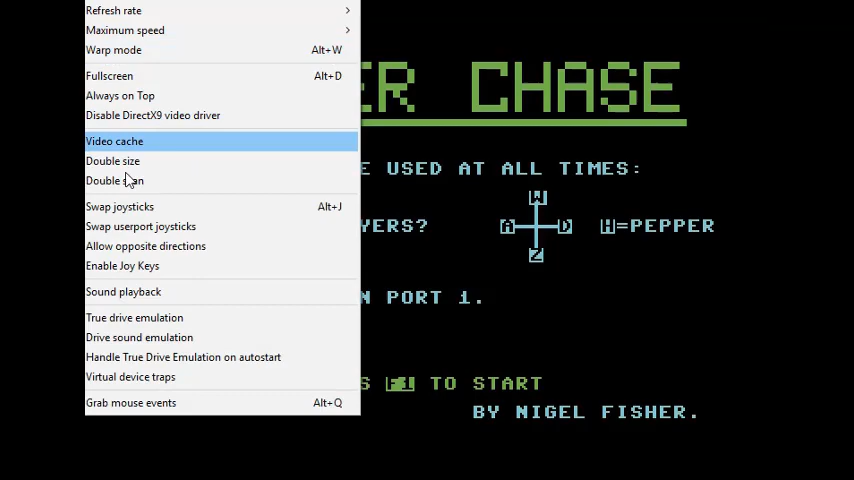 Refresh rate
Maximum speed
Warp mode Alt+W
Fullscreen Alt+D
Always on Top
Disable DirectX9 video driver
Video cache
Double size
Double scan
Swap joysticks Alt+J
Swap userport joysticks
Allow opposite directions
Enable Joy Keys
Sound playback
True drive emulation
Drive sound emulation
Handle True Drive Emulation on autostart
Virtual device traps
Grab mouse events Alt+Q
ER CHASE
E USED AT ALL TIMES:
W
YERS? A D H=PEPPER
Z
N PORT 1.
S F1 TO START
BY NIGEL FISHER.